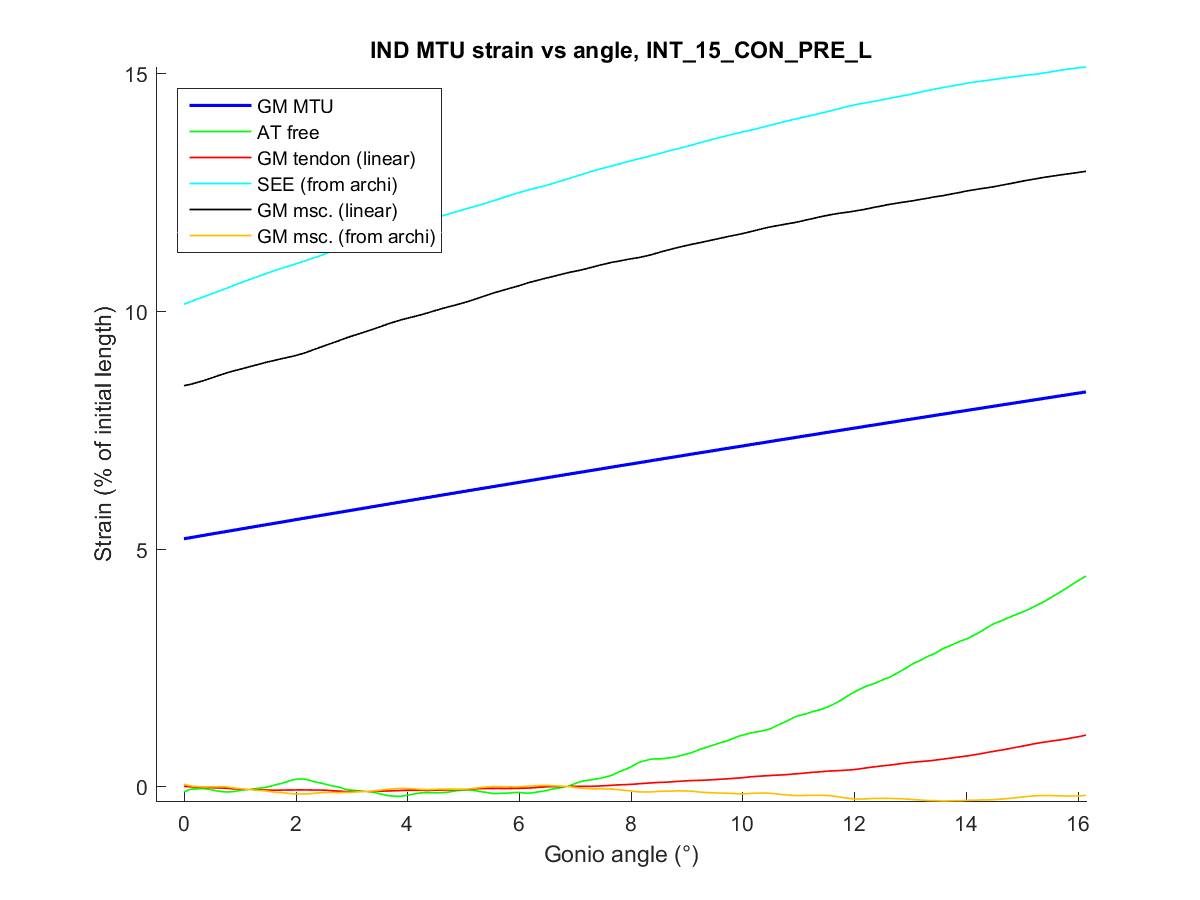 IND MTU strain vs angle, INT_15_CON_PRE_L
15
10
5
0
Strain (% of initial length)
GM MTU
AT free
GM tendon (linear)
SEE (from archi)
GM msc. (linear)
GM msc. (from archi)
0 2 4 6 8 10 12 14 16
Gonio angle (°)